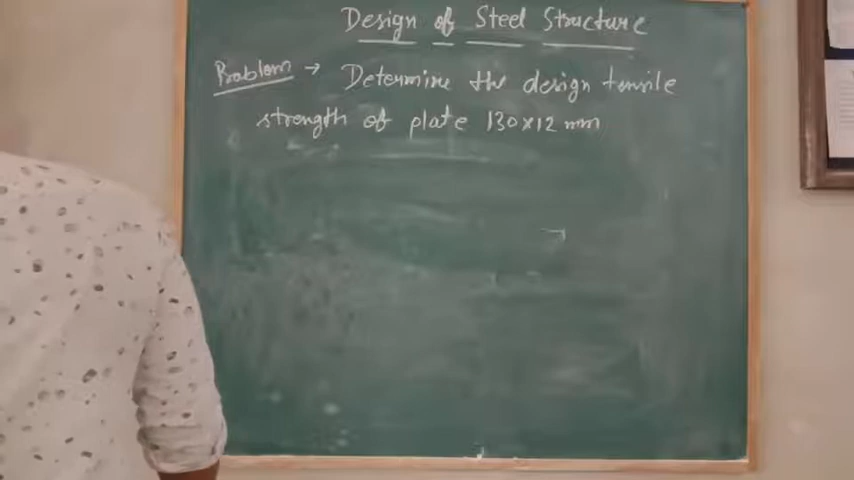 Design of Steel Structure
Problem → Determine the design tensile
strength of plate 130×12 mm